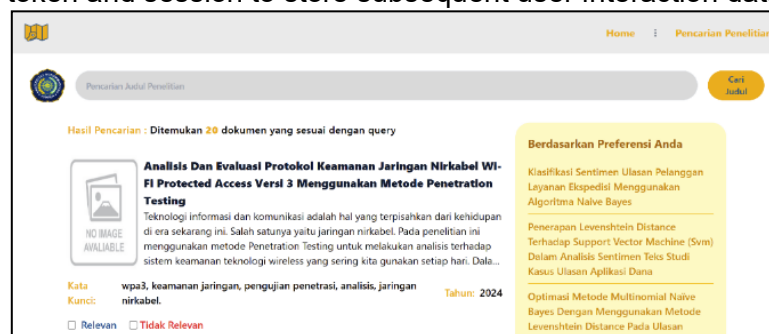 token and session to store subsequent user interaction dat
Home ⋮ Pencarian Penelitian
Pencarian Judul Penelitian
Cari
Judul
Hasil Pencarian : Ditemukan 20 dokumen yang sesuai dengan query
NO IMAGE
AVALIABLE
Analisis Dan Evaluasi Protokol Keamanan Jaringan Nirkabel Wi-
Fi Protected Access Versi 3 Menggunakan Metode Penetration
Testing
Teknologi informasi dan komunikasi adalah hal yang terpisahkan dari kehidupan
di era sekarang ini. Salah satunya yaitu jaringan nirkabel. Pada penelitian ini
menggunakan metode Penetration Testing untuk melakukan analisis terhadap
sistem keamanan teknologi wireless yang sering kita gunakan setiap hari. Dala...
Kata
Kunci:
wpa3, keamanan jaringan, pengujian penetrasi, analisis, jaringan
nirkabel.
Tahun: 2024
Relevan Tidak Relevan
Berdasarkan Preferensi Anda
Klasifikasi Sentimen Ulasan Pelanggan
Layanan Ekspedisi Menggunakan
Algoritma Naive Bayes
Penerapan Levenshtein Distance
Terhadap Support Vector Machine (Svm)
Dalam Analisis Sentimen Teks Studi
Kasus Ulasan Aplikasi Dana
Optimasi Metode Multinomial Naïve
Bayes Dengan Menggunakan Metode
Levenshtein Distance Pada Ulasan